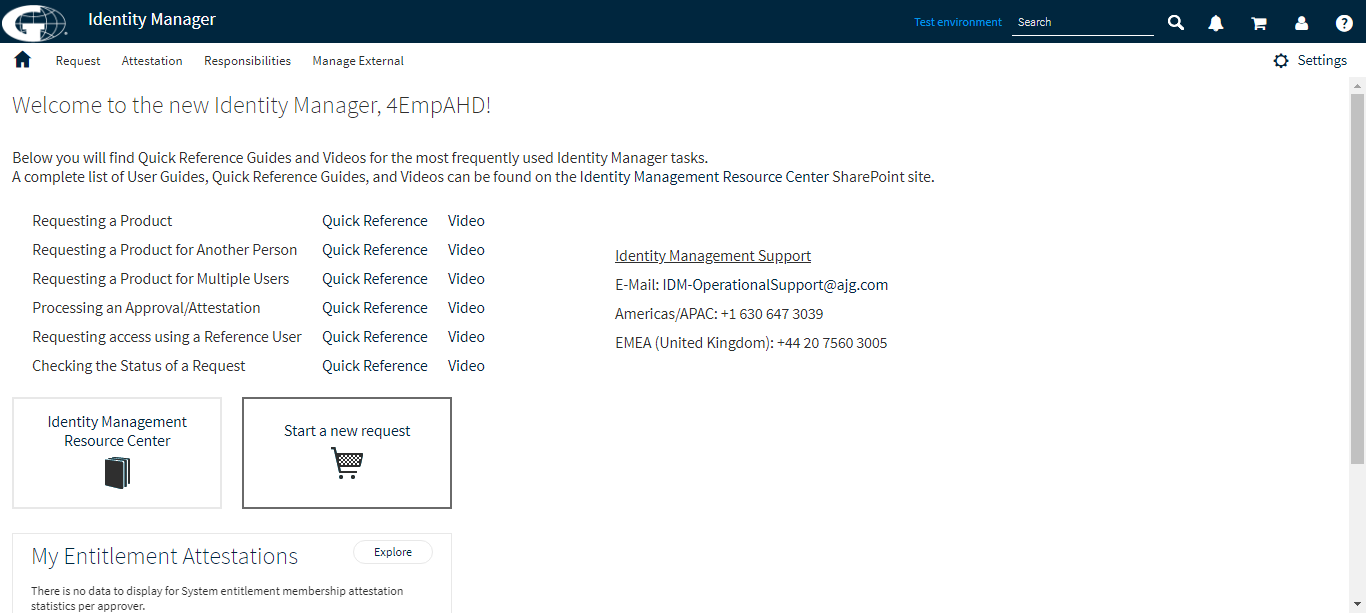 Identity Manager
Test environment
Search
Request
Attestation
Responsibilities
Manage External
Settings
Welcome to the new Identity Manager, 4EmpAHD!
Below you will find Quick Reference Guides and Videos for the most frequently used Identity Manager tasks.
A complete list of User Guides, Quick Reference Guides, and Videos can be found on the Identity Management Resource Center SharePoint site.
Requesting a Product Quick Reference Video
Requesting a Product for Another Person Quick Reference Video
Requesting a Product for Multiple Users Quick Reference Video
Processing an Approval/Attestation Quick Reference Video
Requesting access using a Reference User Quick Reference Video
Checking the Status of a Request Quick Reference Video
Identity Management Support
E-Mail: IDM-OperationalSupport@ajg.com
Americas/APAC: +1 630 647 3039
EMEA (United Kingdom): +44 20 7560 3005
Identity Management
Resource Center
Start a new request
My Entitlement Attestations
Explore
There is no data to display for System entitlement membership attestation
statistics per approver.